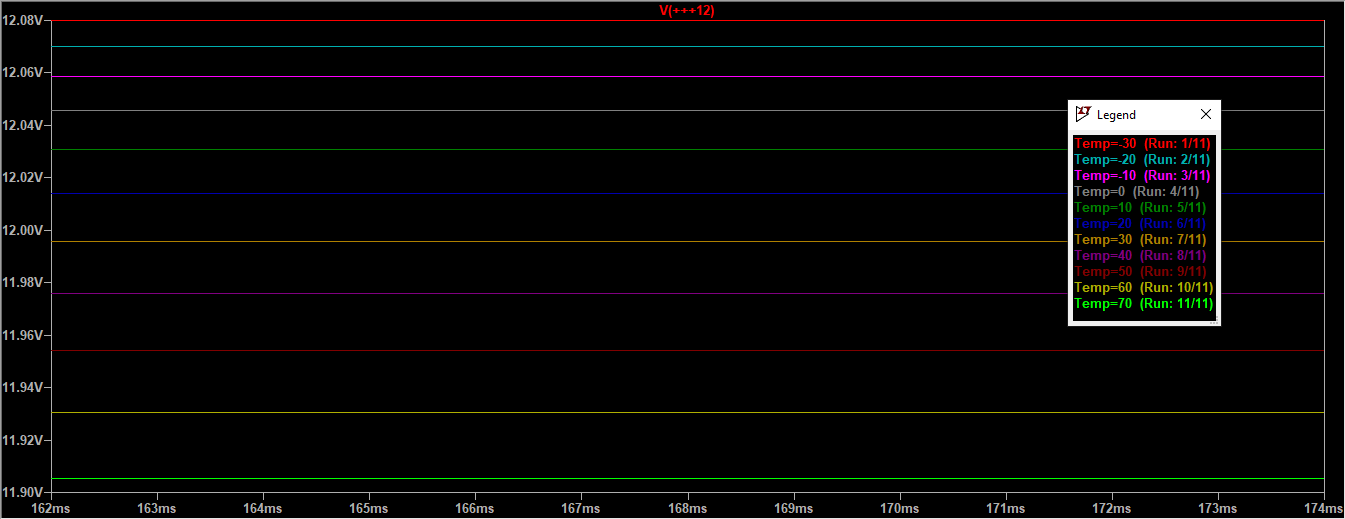 V(+++12)
12.08V
12.06V
12.04V
12.02V
12.00V
11.98V
11.96V
11.94V
11.92V
11.90V
Legend
Temp=-30 (Run: 1/11)
Temp=-20 (Run: 2/11)
Temp=-10 (Run: 3/11)
Temp=0 (Run: 4/11)
Temp=10 (Run: 5/11)
Temp=20 (Run: 6/11)
Temp=30 (Run: 7/11)
Temp=40 (Run: 8/11)
Temp=50 (Run: 9/11)
Temp=60 (Run: 10/11)
Temp=70 (Run: 11/11)
162ms 163ms 164ms 165ms 166ms 167ms 168ms 169ms 170ms 171ms 172ms 173ms 174ms